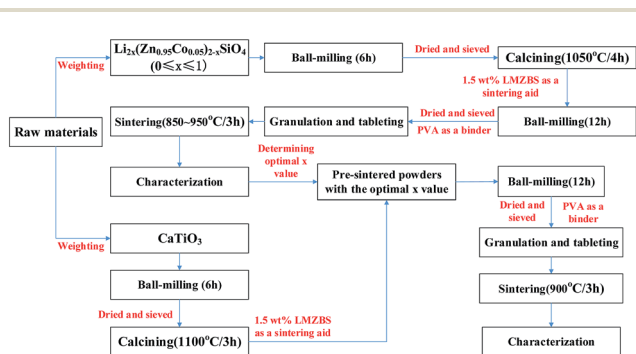 Li2x(Zn0.95Co0.05)2-xSiO4
(0≤x≤1)
Weighting
Ball-milling (6h)
Dried and sieved
Calcining(1050°C/4h)
1.5 wt% LMZBS as a
sintering aid
Raw materials
Sintering(850~950°C/3h)
Granulation and tableting
Dried and sieved
PVA as a binder
Ball-milling(12h)
Characterization
Determining
optimal x
value
Pre-sintered powders
with the optimal x value
Ball-milling(12h)
Dried and
sieved
PVA as a
binder
Weighting
CaTiO3
Granulation and tableting
Ball-milling (6h)
Sintering(900°C/3h)
Dried and sieved
Calcining(1100°C/3h)
1.5 wt% LMZBS
as a sintering aid
Characterization